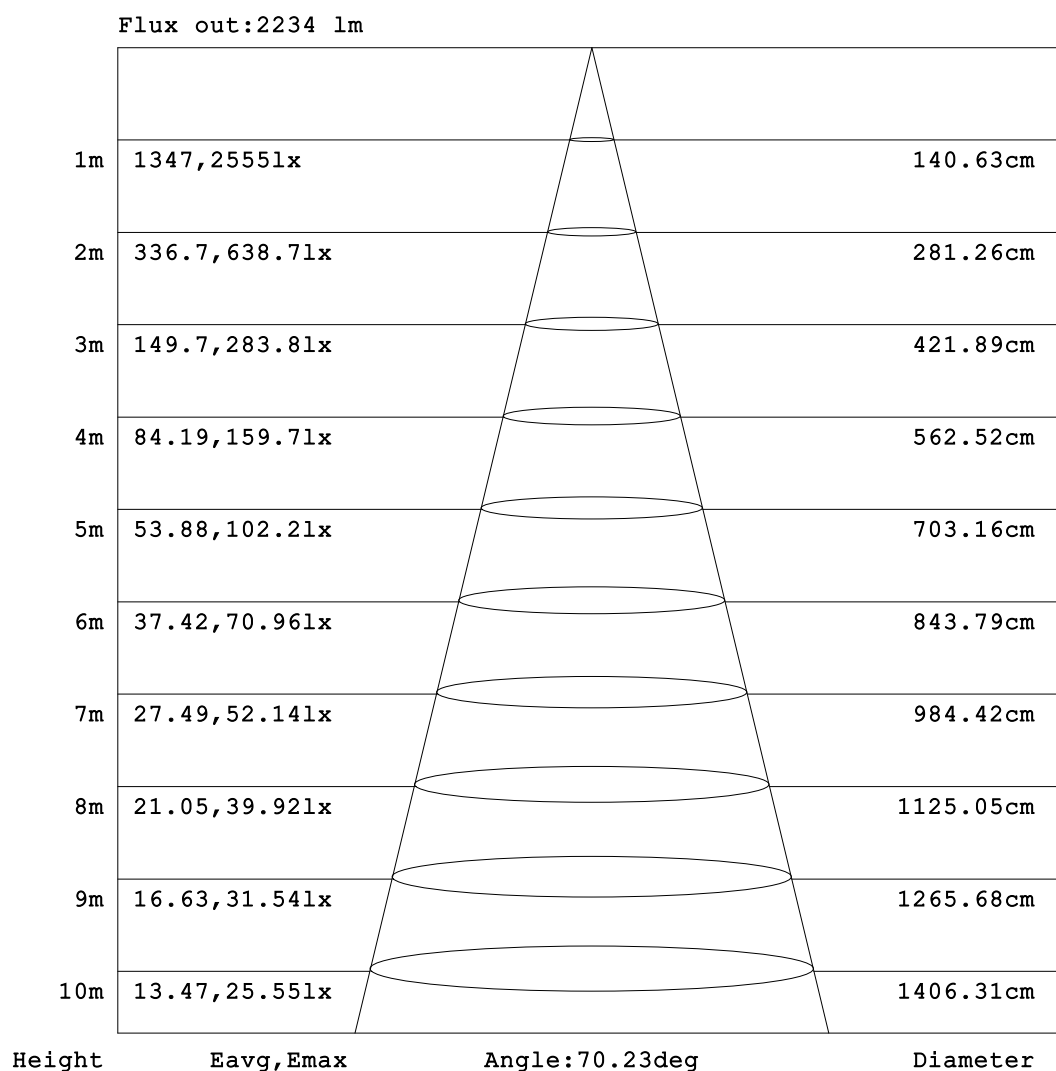 Flux out:2234 lm
1m 1347,2555lx 140.63cm
2m 336.7,638.7lx 281.26cm
3m 149.7,283.8lx 421.89cm
4m 84.19,159.7lx 562.52cm
5m 53.88,102.2lx 703.16cm
6m 37.42,70.96lx 843.79cm
7m 27.49,52.14lx 984.42cm
8m 21.05,39.92lx 1125.05cm
9m 16.63,31.54lx 1265.68cm
10m 13.47,25.55lx 1406.31cm
Height Eavg,Emax Angle:70.23deg Diameter